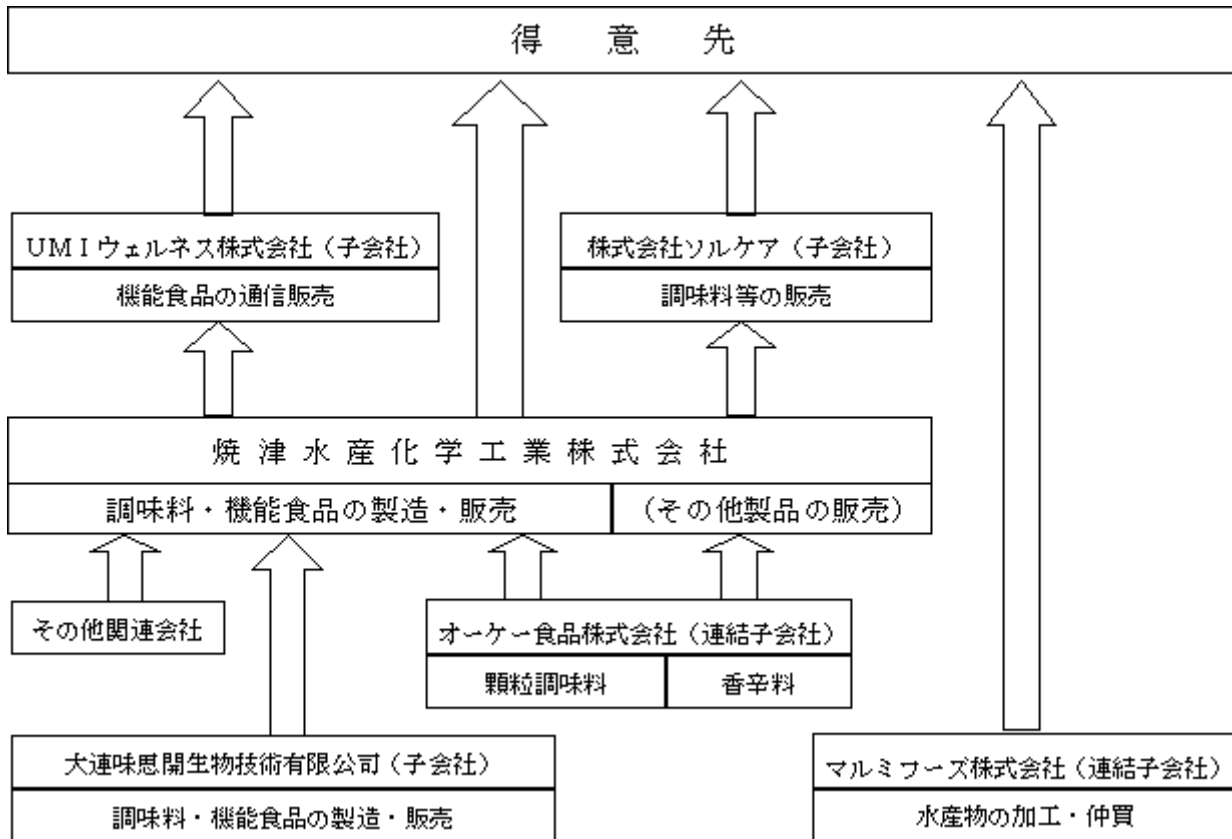 得意先
UMIウェルネス株式会社(子会社)
機能食品の通信販売
株式会社ソルケア(子会社)
調味料等の販売
焼津水産化学工業株式会社
調味料・機能食品の製造・販売
(その他製品の販売)
その他関連会社
オーケー食品株式会社(連結子会社)
顆粒調味料
香辛料
大連味思開生物技術有限公司(子会社)
調味料・機能食品の製造・販売
マルミフーズ株式会社(連結子会社)
水産物の加工・仲買